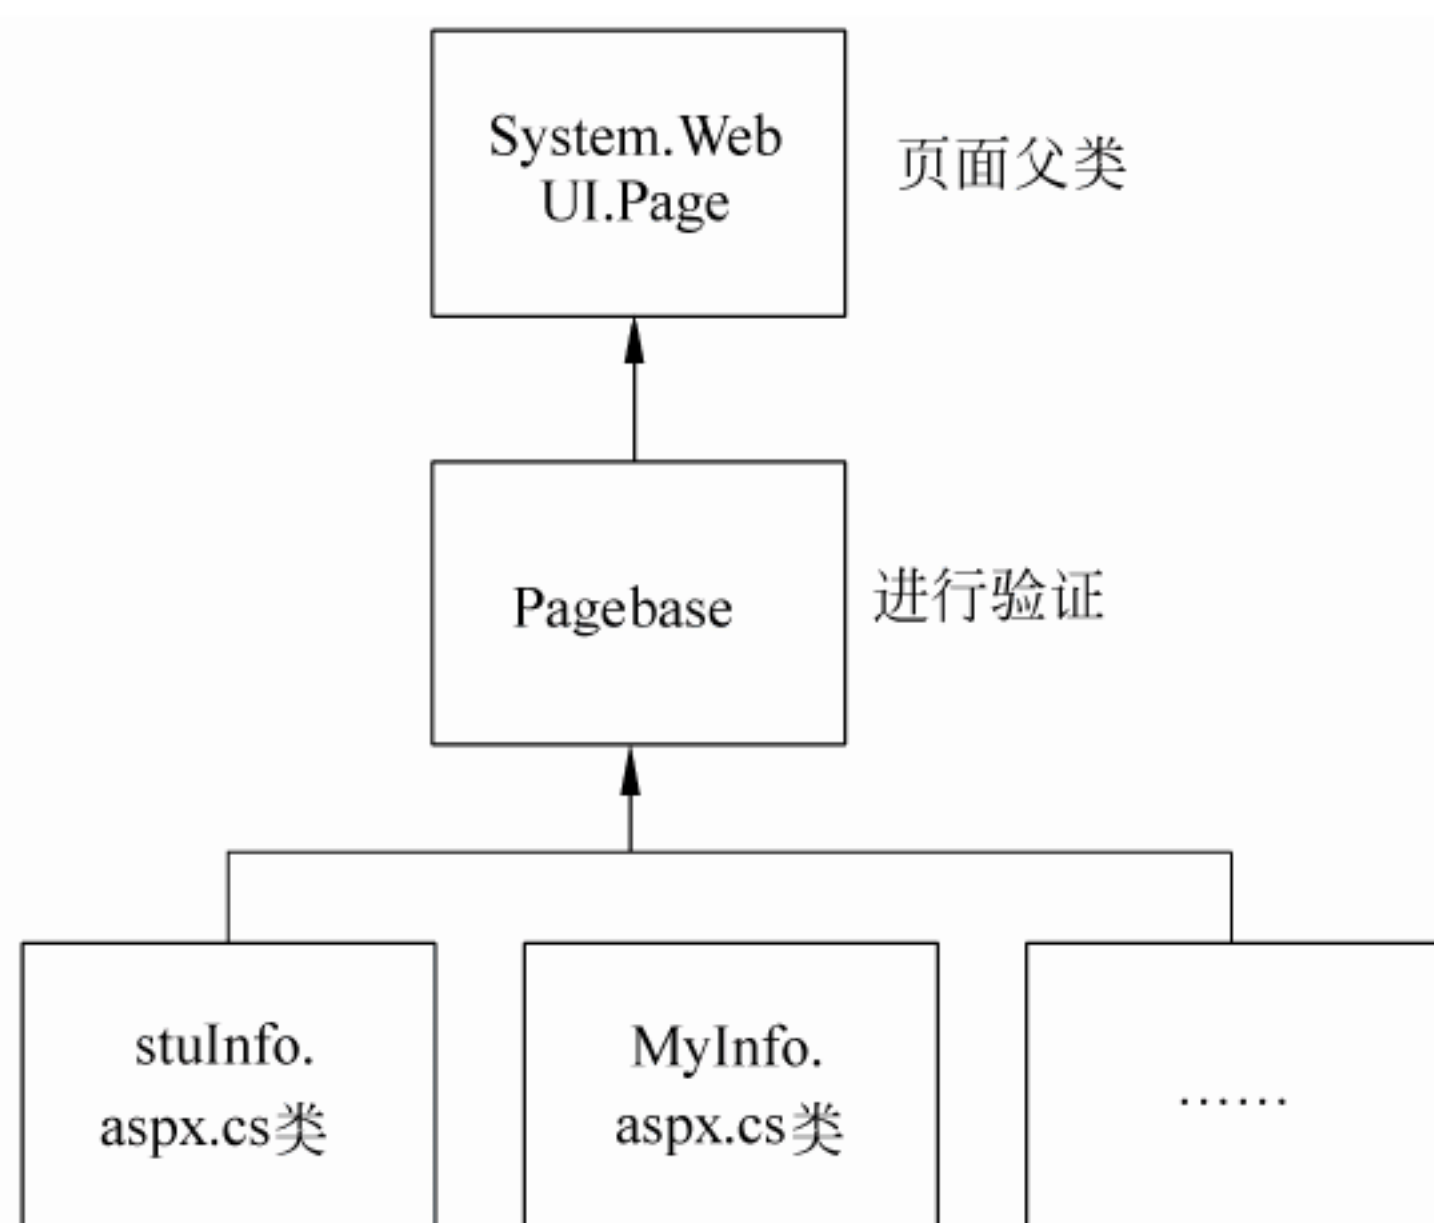 System.Web
UI.Page
页面父类
Pagebase
进行验证
stuInfo.
aspx.cs类
MyInfo.
aspx.cs类
……